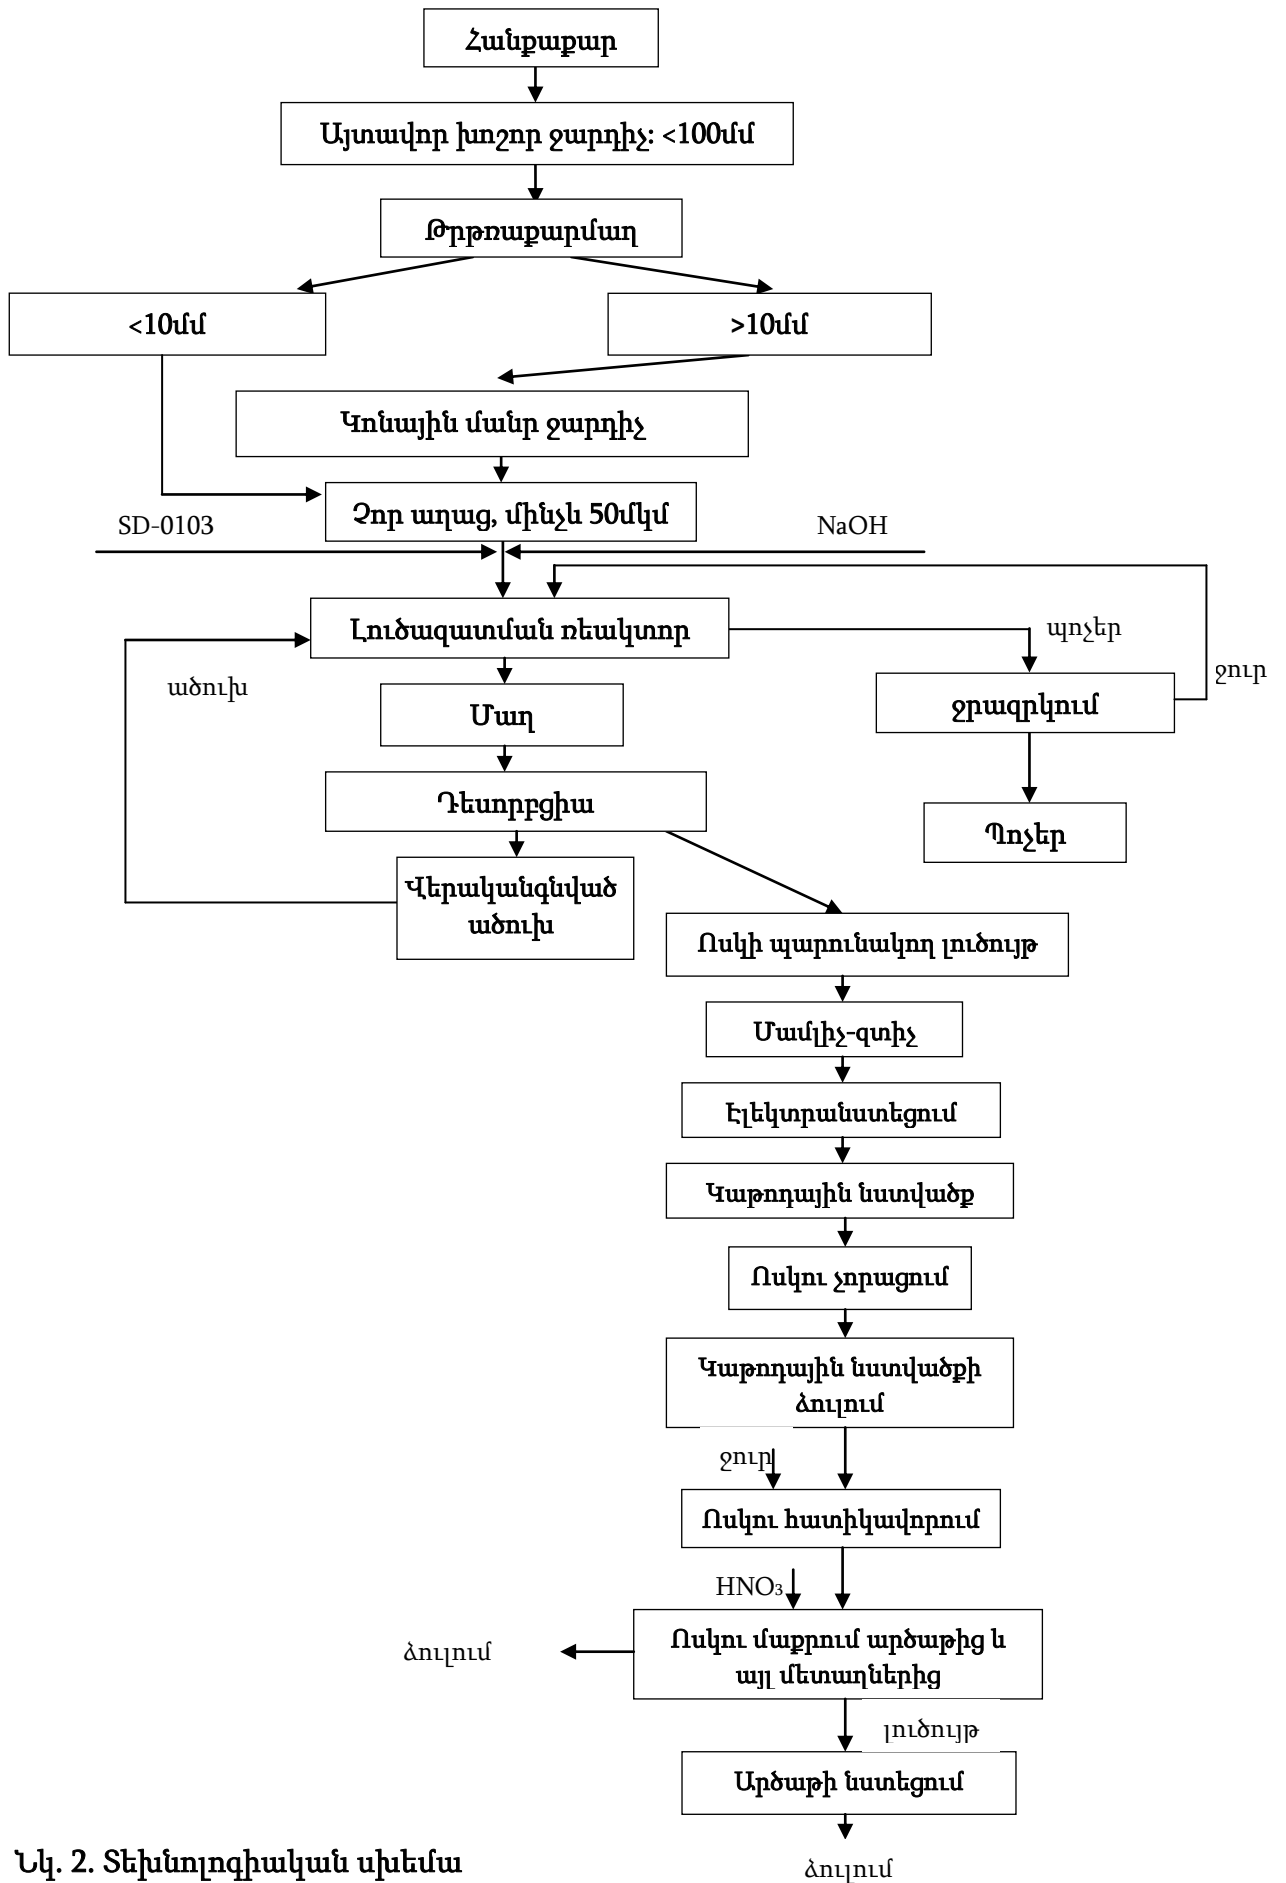 Հանքաքար
Այտավոր խոշոր ջարդիչ: <100մմ
Թրթռաքարմաղ
<10մմ
>10մմ
Կոնային մանր ջարդիչ
Չոր աղաց, մինչև 50մկմ
SD-0103
NaOH
Լուծազատման ռեակտոր
պոչեր
ջուր
ածուխ
ջրազրկում
Մաղ
Դեսորբցիա
Պոչեր
Վերականգնված
ածուխ
Ոսկի պարունակող լուծույթ
Մամլիչ-զտիչ
Էլեկտրանստեցում
Կաթոդային նստվածք
Ոսկու չորացում
Կաթոդային նստվածքի
ձուլում
ջուր
Ոսկու հատիկավորում
HNO₃
Ոսկու մաքրում արծաթից և
այլ մետաղներից
ձուլում
լուծույթ
Արծաթի նստեցում
ձուլում
Նկ. 2. Տեխնոլոգիական սխեմա